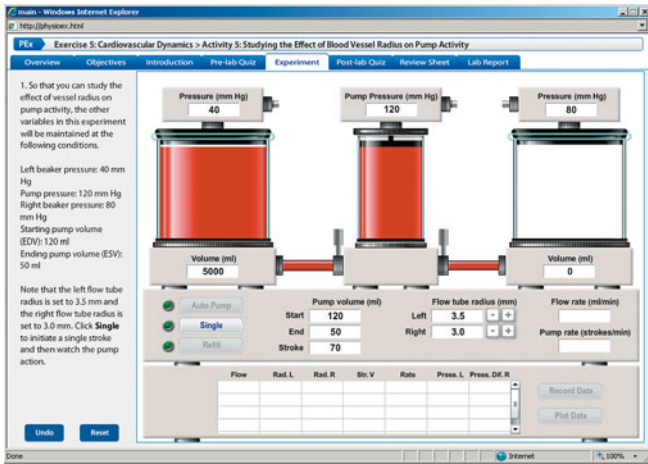 main - Windows Internet Explorer
http://physioex.html
PEx Exercise 5: Cardiovascular Dynamics > Activity 5: Studying the Effect of Blood Vessel Radius on Pump Activity
Overview Objectives Introduction Pre-lab Quiz Experiment Post-lab Quiz Review Sheet Lab Report
1. So that you can study the
effect of vessel radius on
pump activity, the other
variables in this experiment
will be maintained at the
following conditions.
Left beaker pressure: 40 mm
Hg
Pump pressure: 120 mm Hg
Right beaker pressure: 80
mm Hg
Starting pump volume
(EDV): 120 ml
Ending pump volume (ESV):
50 ml
Note that the left flow tube
radius is set to 3.5 mm and
the right flow tube radius is
set to 3.0 mm. Click Single
to initiate a single stroke
and then watch the pump
action.
Undo Reset
Pressure (mm Hg) Pump Pressure (mm Hg) Pressure (mm Hg)
40 120 80
Volume (ml) Volume (ml)
5000 0
Auto Pump
Single
Refill
Pump volume (ml)
Start 120
End 50
Stroke 70
Flow tube radius (mm)
Left 3.5 - +
Right 3.0 - +
Flow rate (ml/min)
Pump rate (strokes/min)
Flow Rad. L Rad. R Str. V Rate Press. L Press. Dif. R
Record Data
Plot Data
Done Internet 100%